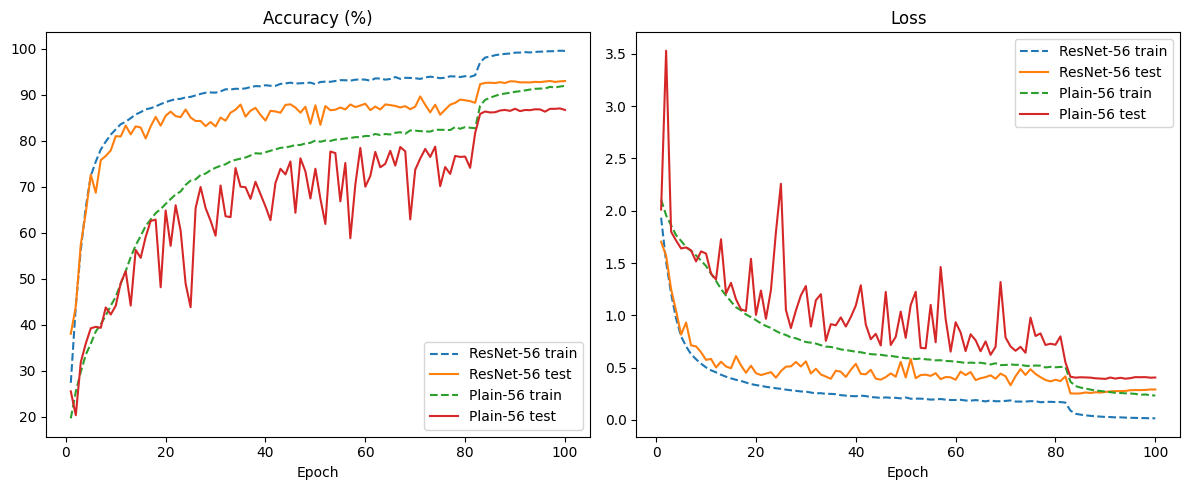 Accuracy (%)
100
90
80
70
60
50
40
30
20
0
20
40
60
80
100
Epoch
ResNet-56 train
ResNet-56 test
Plain-56 train
Plain-56 test
Loss
3.5
3.0
2.5
2.0
1.5
1.0
0.5
0.0
0
20
40
60
80
100
Epoch
ResNet-56 train
ResNet-56 test
Plain-56 train
Plain-56 test